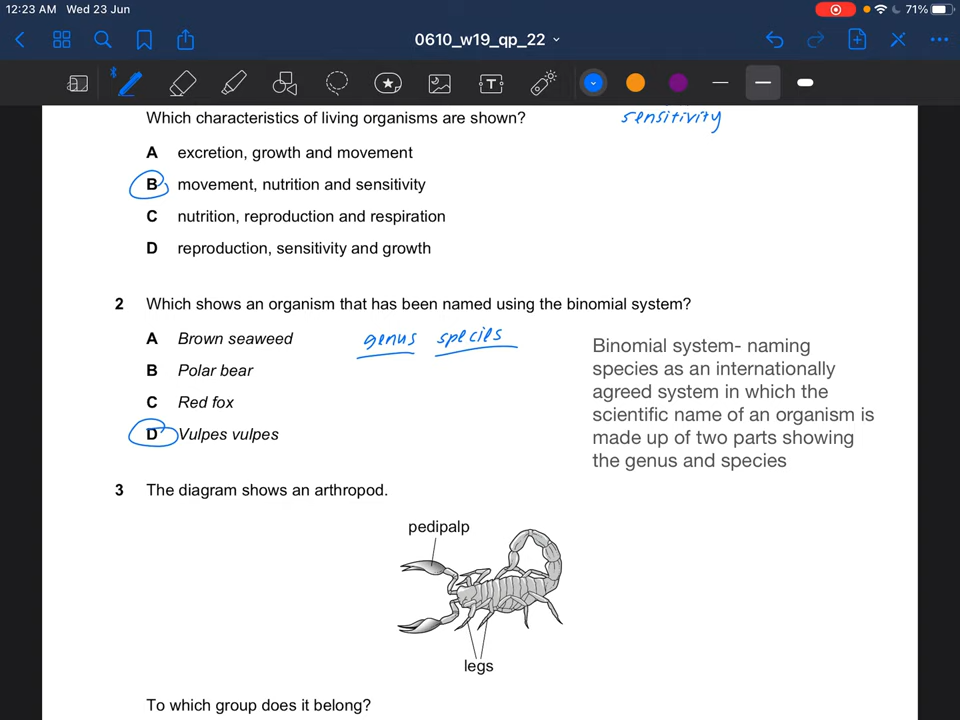 12:23 AM Wed 23 Jun
71%
0610_w19_qp_22
Which characteristics of living organisms are shown?
sensitivity
A excretion, growth and movement
B movement, nutrition and sensitivity
C nutrition, reproduction and respiration
D reproduction, sensitivity and growth
2 Which shows an organism that has been named using the binomial system?
A Brown seaweed
genus species
B Polar bear
C Red fox
D Vulpes vulpes
Binomial system- naming
species as an internationally
agreed system in which the
scientific name of an organism is
made up of two parts showing
the genus and species
3 The diagram shows an arthropod.
pedipalp
legs
To which group does it belong?